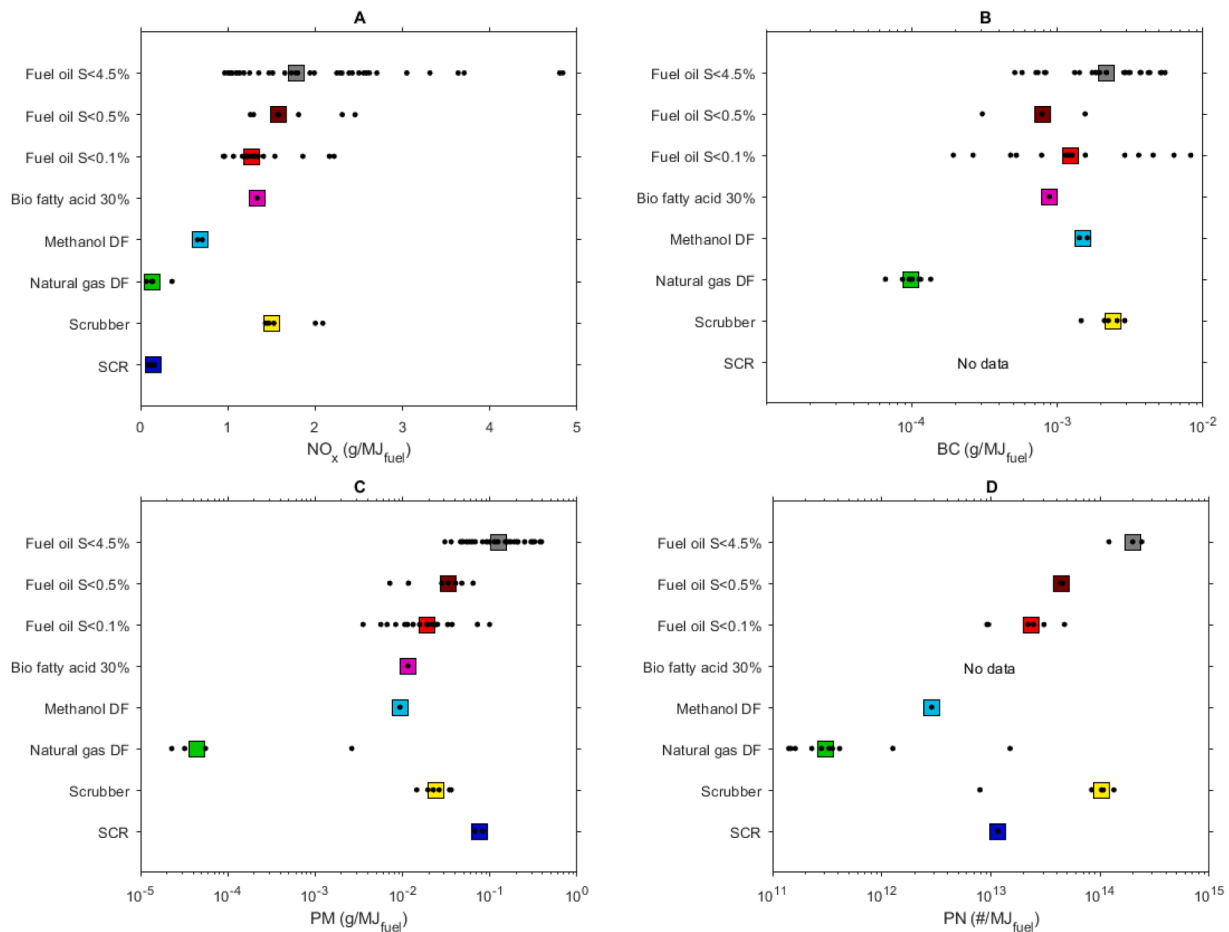 A
Fuel oil S<4.5%
Fuel oil S<0.5%
Fuel oil S<0.1%
Bio fatty acid 30%
Methanol DF
Natural gas DF
Scrubber
SCR
0 1 2 3 4 5
NOx (g/MJfuel)
B
Fuel oil S<4.5%
Fuel oil S<0.5%
Fuel oil S<0.1%
Bio fatty acid 30%
Methanol DF
Natural gas DF
Scrubber
SCR No data
10-4 10-3 10-2
BC (g/MJfuel)
C
Fuel oil S<4.5%
Fuel oil S<0.5%
Fuel oil S<0.1%
Bio fatty acid 30%
Methanol DF
Natural gas DF
Scrubber
SCR
10-5 10-4 10-3 10-2 10-1 100
PM (g/MJfuel)
D
Fuel oil S<4.5%
Fuel oil S<0.5%
Fuel oil S<0.1%
Bio fatty acid 30% No data
Methanol DF
Natural gas DF
Scrubber
SCR
1011 1012 1013 1014 1015
PN (#/MJfuel)